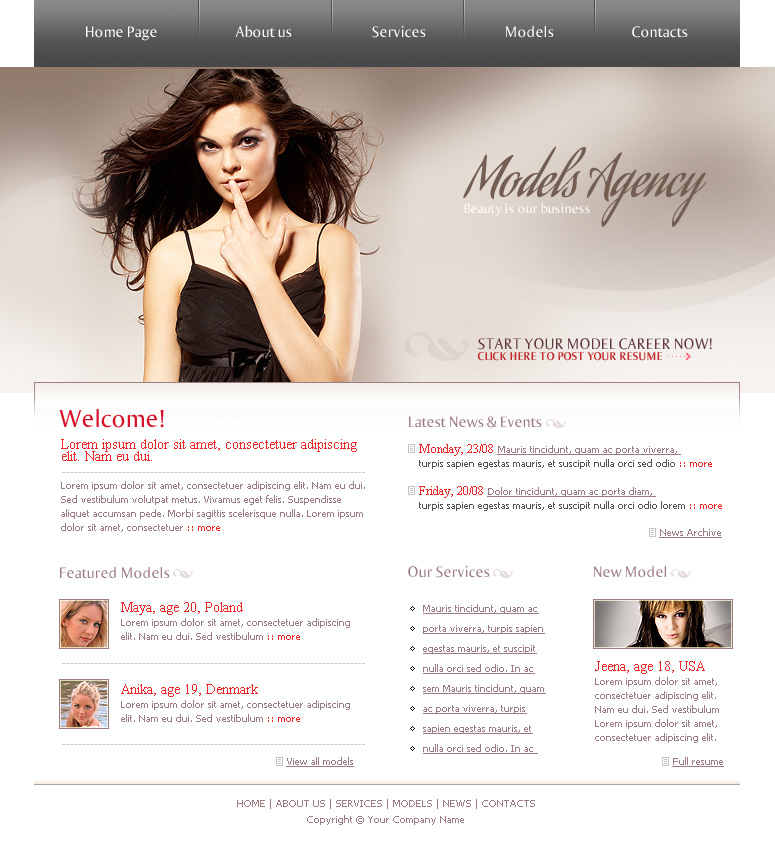 Home Page
About us
Services
Models
Contacts
Models Agency
Beauty is our business
START YOUR MODEL CAREER NOW!
CLICK HERE TO POST YOUR RESUME
Welcome!
Lorem ipsum dolor sit amet, consectetuer adipiscing
elit. Nam eu dui.
Lorem ipsum dolor sit amet, consectetuer adipiscing elit. Nam eu dui.
Sed vestibulum volutpat metus. Vivamus eget felis. Suspendisse
aliquet accumsan pede. Morbi sagittis scelerisque nulla. Lorem ipsum
dolor sit amet, consectetuer :: more
Latest News & Events
Monday, 23/08 Mauris tincidunt, quam ac porta viverra,
turpis sapien egestas mauris, et suscipit nulla orci sed odio :: more
Friday, 20/08 Dolor tincidunt, quam ac porta diam,
turpis sapien egestas mauris, et suscipit nulla orci sed odio lorem :: more
News Archive
Featured Models
Maya, age 20, Poland
Lorem ipsum dolor sit amet, consectetuer adipiscing
elit. Nam eu dui. Sed vestibulum :: more
Anika, age 19, Denmark
Lorem ipsum dolor sit amet, consectetuer adipiscing
elit. Nam eu dui. Sed vestibulum :: more
View all models
Our Services
Mauris tincidunt, quam ac
porta viverra, turpis sapien
egestas mauris, et suscipit
nulla orci sed odio. In ac
sem Mauris tincidunt, quam
ac porta viverra, turpis
sapien egestas mauris, et
nulla orci sed odio. In ac
New Model
Jeena, age 18, USA
Lorem ipsum dolor sit amet,
consectetuer adipiscing elit.
Nam eu dui. Sed vestibulum
Lorem ipsum dolor sit amet,
consectetuer adipiscing elit.
Full resume
HOME | ABOUT US | SERVICES | MODELS | NEWS | CONTACTS
Copyright © Your Company Name